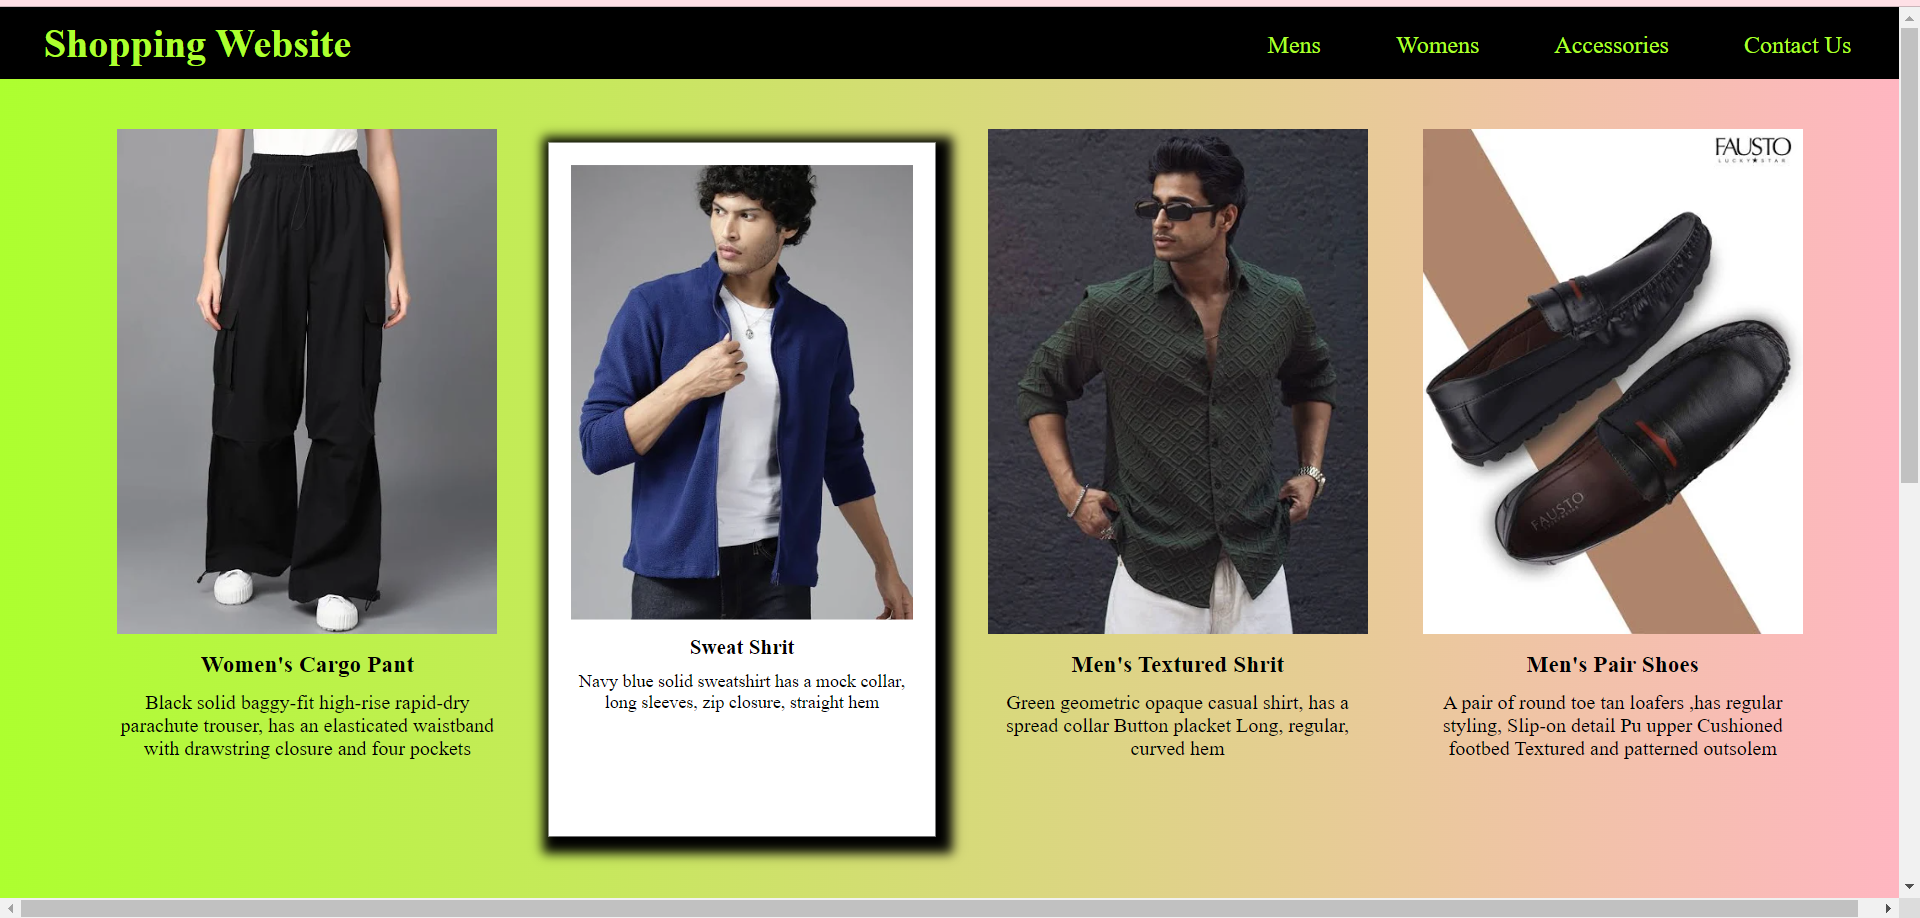 Shopping Website
Mens
Womens
Accessories
Contact Us
FAUSTO
LUCKY★STAR
FAUSTO
Women's Cargo Pant
Black solid baggy-fit high-rise rapid-dry
parachute trouser, has an elasticated waistband
with drawstring closure and four pockets
Sweat Shrit
Navy blue solid sweatshirt has a mock collar,
long sleeves, zip closure, straight hem
Men's Textured Shrit
Green geometric opaque casual shirt, has a
spread collar Button placket Long, regular,
curved hem
Men's Pair Shoes
A pair of round toe tan loafers ,has regular
styling, Slip-on detail Pu upper Cushioned
footbed Textured and patterned outsolem